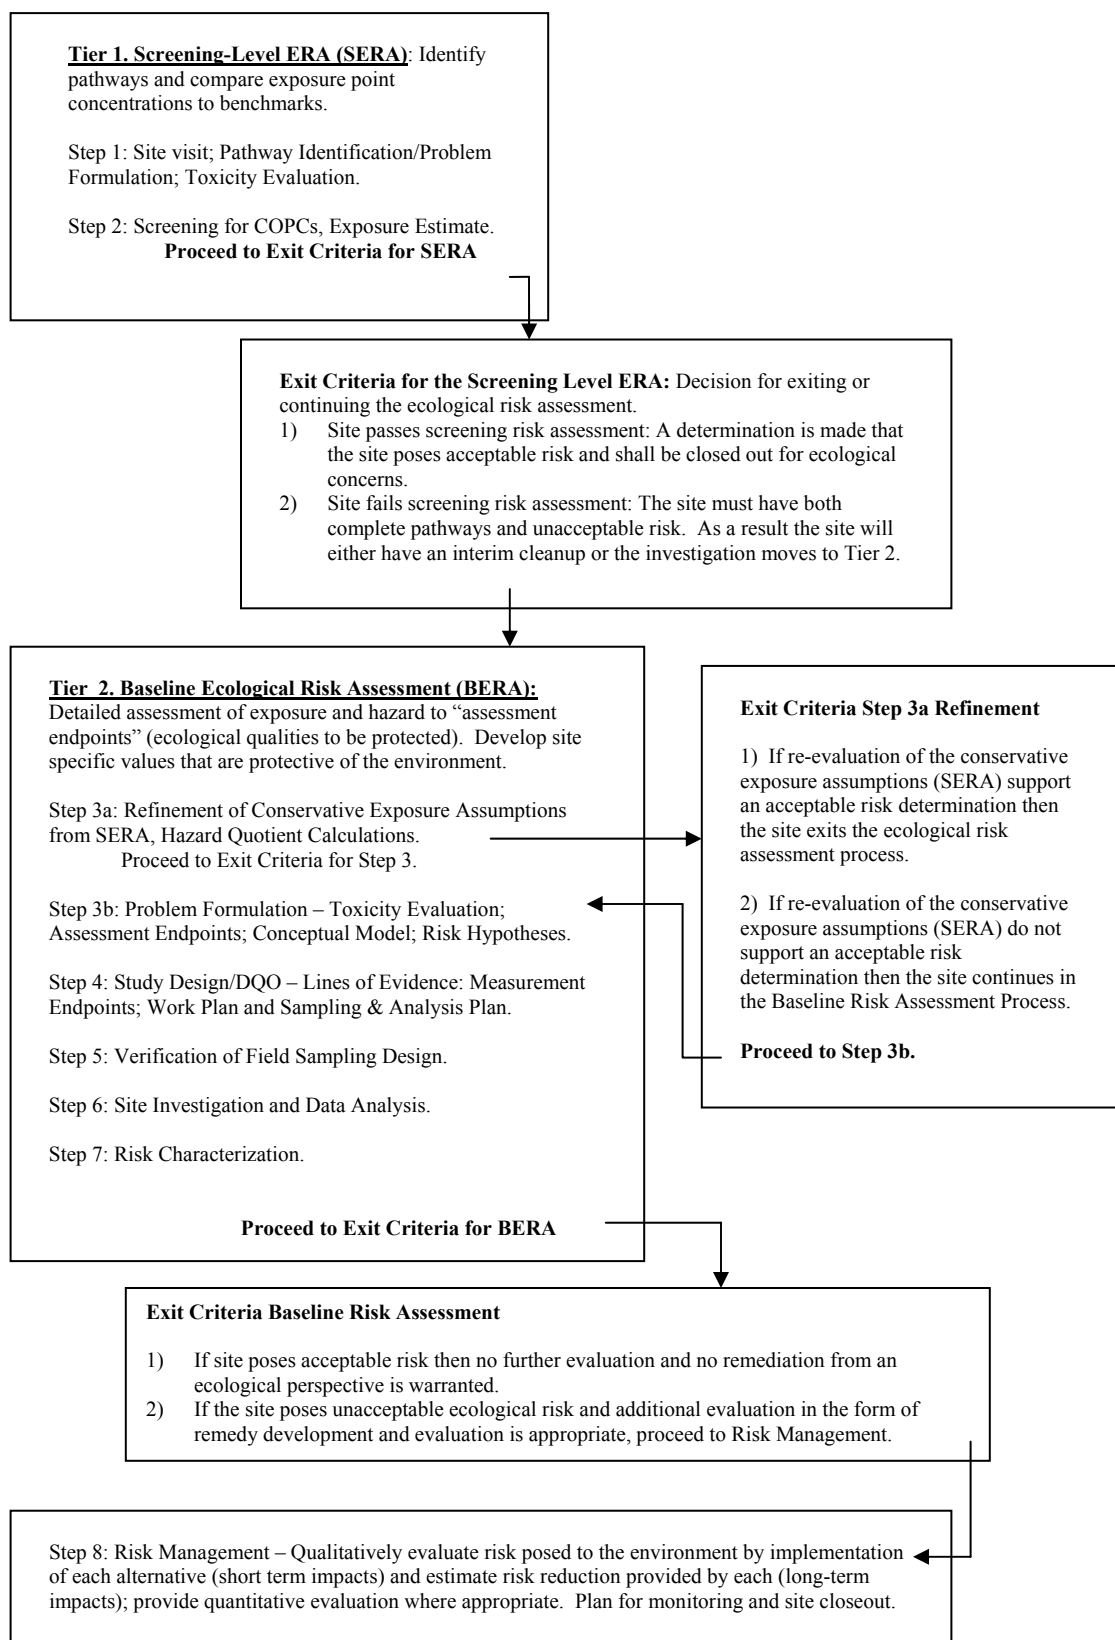 Tier 1. Screening-Level ERA (SERA): Identify
pathways and compare exposure point
concentrations to benchmarks.
Step 1: Site visit; Pathway Identification/Problem
Formulation; Toxicity Evaluation.
Step 2: Screening for COPCs, Exposure Estimate.
Proceed to Exit Criteria for SERA
Exit Criteria for the Screening Level ERA: Decision for exiting or
continuing the ecological risk assessment.
1) Site passes screening risk assessment: A determination is made that
the site poses acceptable risk and shall be closed out for ecological
concerns.
2) Site fails screening risk assessment: The site must have both
complete pathways and unacceptable risk. As a result the site will
either have an interim cleanup or the investigation moves to Tier 2.
Tier 2. Baseline Ecological Risk Assessment (BERA):
Detailed assessment of exposure and hazard to “assessment
endpoints” (ecological qualities to be protected). Develop site
specific values that are protective of the environment.
Step 3a: Refinement of Conservative Exposure Assumptions
from SERA, Hazard Quotient Calculations.
Proceed to Exit Criteria for Step 3.
Step 3b: Problem Formulation – Toxicity Evaluation;
Assessment Endpoints; Conceptual Model; Risk Hypotheses.
Step 4: Study Design/DQO – Lines of Evidence: Measurement
Endpoints; Work Plan and Sampling & Analysis Plan.
Step 5: Verification of Field Sampling Design.
Step 6: Site Investigation and Data Analysis.
Step 7: Risk Characterization.
Proceed to Exit Criteria for BERA
Exit Criteria Step 3a Refinement
1) If re-evaluation of the conservative
exposure assumptions (SERA) support
an acceptable risk determination then
the site exits the ecological risk
assessment process.
2) If re-evaluation of the conservative
exposure assumptions (SERA) do not
support an acceptable risk
determination then the site continues in
the Baseline Risk Assessment Process.
Proceed to Step 3b.
Exit Criteria Baseline Risk Assessment
1) If site poses acceptable risk then no further evaluation and no remediation from an
ecological perspective is warranted.
2) If the site poses unacceptable ecological risk and additional evaluation in the form of
remedy development and evaluation is appropriate, proceed to Risk Management.
Step 8: Risk Management – Qualitatively evaluate risk posed to the environment by implementation
of each alternative (short term impacts) and estimate risk reduction provided by each (long-term
impacts); provide quantitative evaluation where appropriate. Plan for monitoring and site closeout.